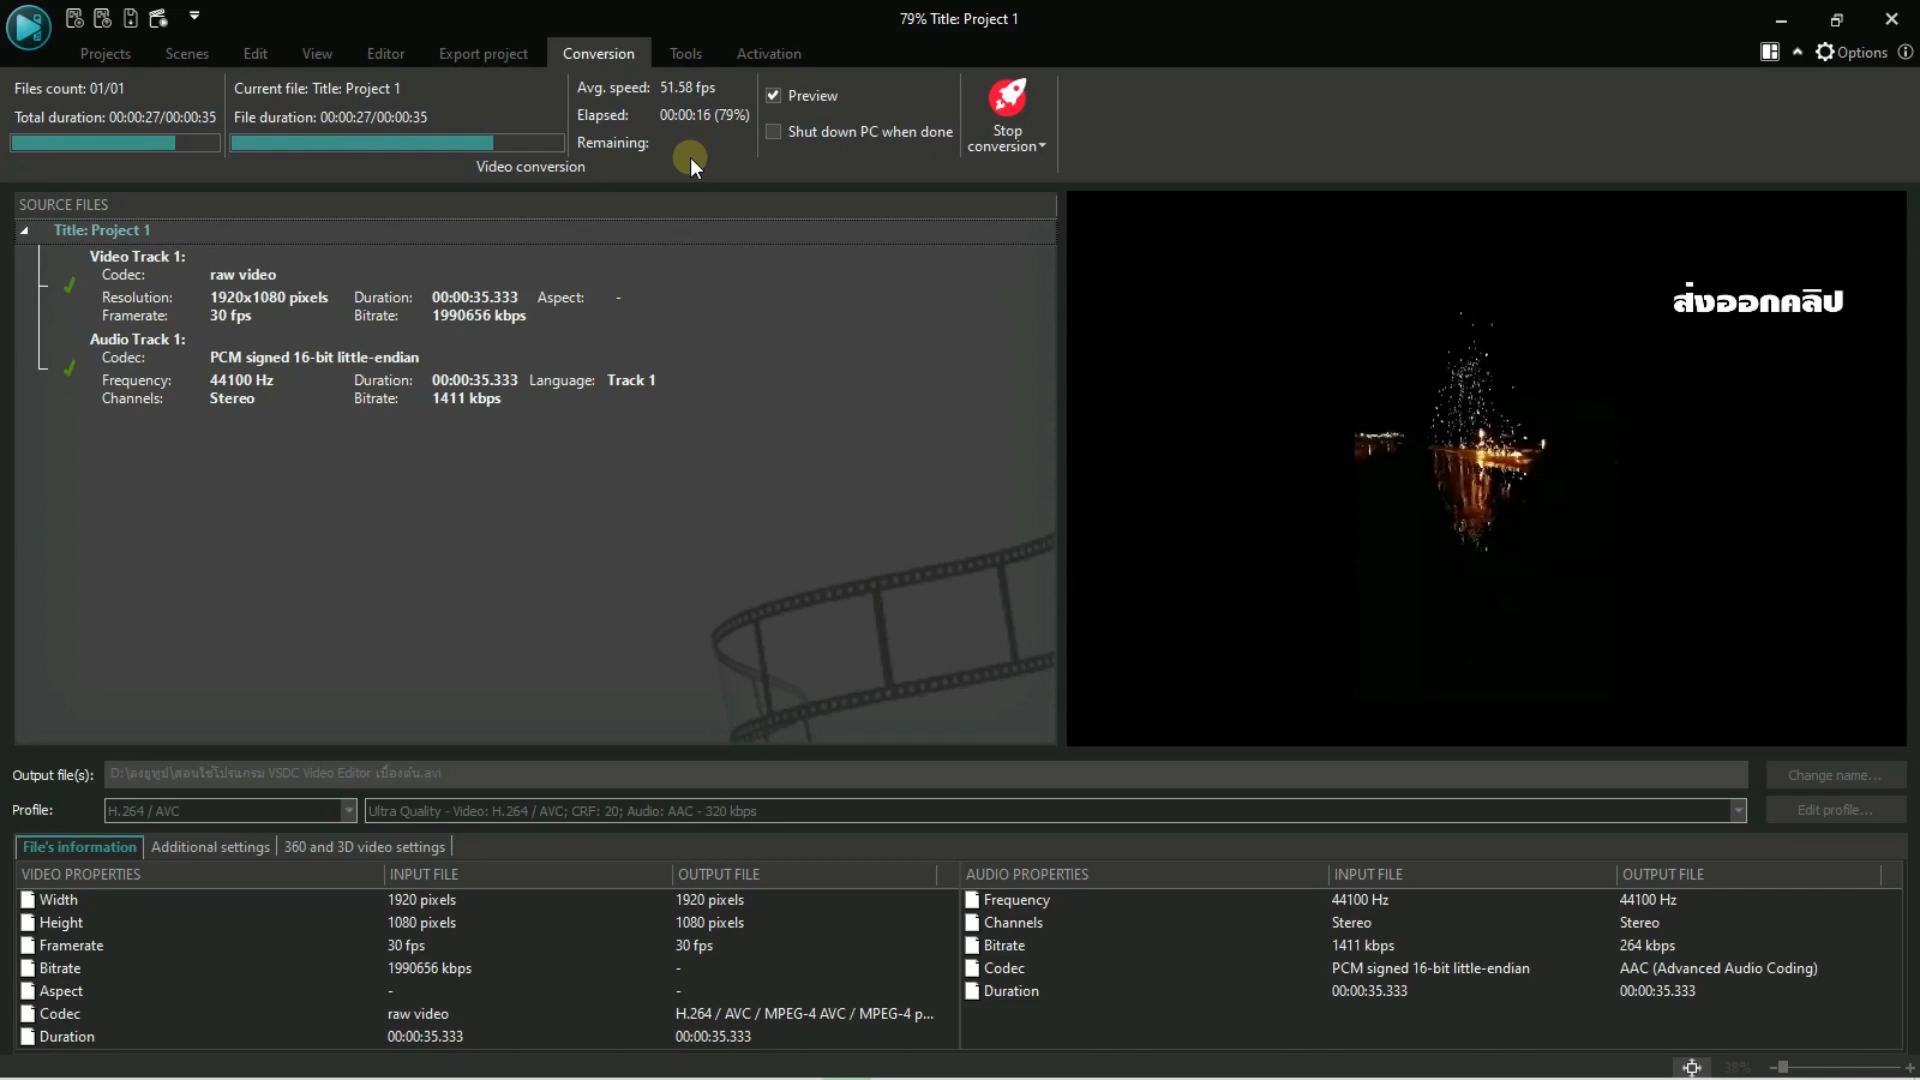 79% Title: Project 1
Projects Scenes Edit View Editor Export project Conversion Tools Activation Options
Files count: 01/01
Total duration: 00:00:27/00:00:35
Current file: Title: Project 1
File duration: 00:00:27/00:00:35
Avg. speed: 51.58 fps
Elapsed: 00:00:16 (79%)
Remaining:
Preview
Shut down PC when done
Stop
conversion
Video conversion
SOURCE FILES
Title: Project 1
Video Track 1:
Codec: raw video
Resolution: 1920x1080 pixels Duration: 00:00:35.333 Aspect: -
Framerate: 30 fps Bitrate: 1990656 kbps
Audio Track 1:
Codec: PCM signed 16-bit little-endian
Frequency: 44100 Hz Duration: 00:00:35.333 Language: Track 1
Channels: Stereo Bitrate: 1411 kbps
ส่งออกคลิป
Output file(s): D:\ลงยูทูป\สอนใช้โปรแกรม VSDC Video Editor เบื้องต้น.avi Change name...
Profile: H.264 / AVC Ultra Quality - Video: H.264 / AVC; CRF: 20; Audio: AAC - 320 kbps Edit profile...
File's information Additional settings 360 and 3D video settings
VIDEO PROPERTIES INPUT FILE OUTPUT FILE
Width 1920 pixels 1920 pixels
Height 1080 pixels 1080 pixels
Framerate 30 fps 30 fps
Bitrate 1990656 kbps -
Aspect - -
Codec raw video H.264 / AVC / MPEG-4 AVC / MPEG-4 p...
Duration 00:00:35.333 00:00:35.333
AUDIO PROPERTIES INPUT FILE OUTPUT FILE
Frequency 44100 Hz 44100 Hz
Channels Stereo Stereo
Bitrate 1411 kbps 264 kbps
Codec PCM signed 16-bit little-endian AAC (Advanced Audio Coding)
Duration 00:00:35.333 00:00:35.333
38%